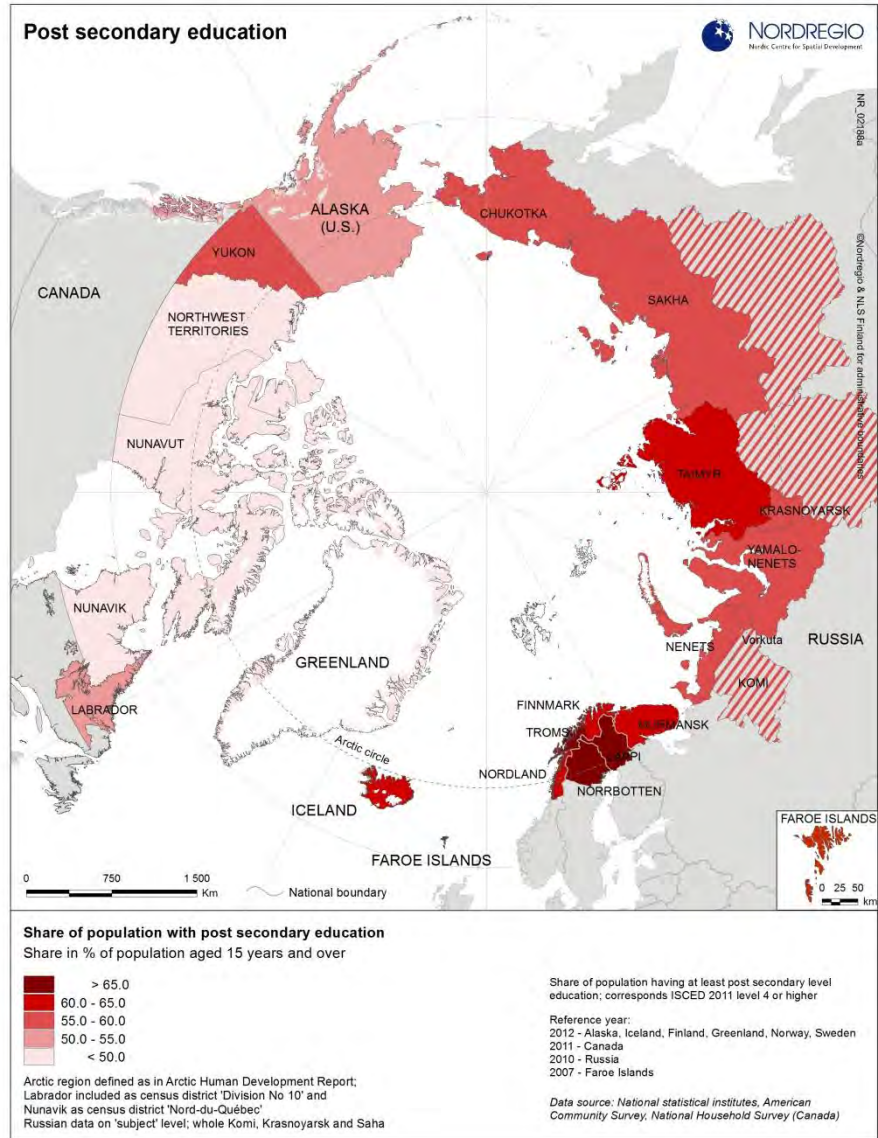 Post secondary education
NORDREGIO
Nordic Centre for Spatial Development
NR_02188a
©Nordregio & NLS Finland for administrative boundaries
ALASKA
(U.S.)
CHUKOTKA
YUKON
CANADA
NORTHWEST
TERRITORIES
SAKHA
NUNAVUT
TAIMYR
KRASNOYARSK
YAMALO-
NENETS
NUNAVIK
Vorkuta
RUSSIA
NENETS
GREENLAND
KOMI
LABRADOR
FINNMARK
MURMANSK
TROMS
Arctic circle
LAPPI
NORDLAND
NORRBOTTEN
ICELAND
FAROE ISLANDS
FAROE ISLANDS
0 25 50
km
0 750 1 500
Km
National boundary
Share of population with post secondary education
Share in % of population aged 15 years and over
> 65.0
60.0 - 65.0
55.0 - 60.0
50.0 - 55.0
< 50.0
Arctic region defined as in Arctic Human Development Report;
Labrador included as census district 'Division No 10' and
Nunavik as census district 'Nord-du-Québec'
Russian data on 'subject' level; whole Komi, Krasnoyarsk and Saha
Share of population having at least post secondary level
education; corresponds ISCED 2011 level 4 or higher
Reference year:
2012 - Alaska, Iceland, Finland, Greenland, Norway, Sweden
2011 - Canada
2010 - Russia
2007 - Faroe Islands
Data source: National statistical institutes, American
Community Survey, National Household Survey (Canada)